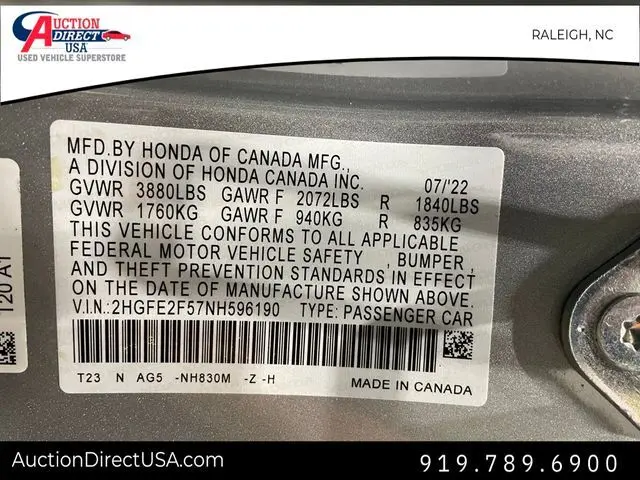 AUCTION
DIRECT
USA
USED VEHICLE SUPERSTORE
RALEIGH, NC
MFD.BY HONDA OF CANADA MFG.,
A DIVISION OF HONDA CANADA INC. 07/'22
GVWR 3880LBS GAWR F 2072LBS R 1840LBS
GVWR 1760KG GAWR F 940KG R 835KG
THIS VEHICLE CONFORMS TO ALL APPLICABLE
FEDERAL MOTOR VEHICLE SAFETY , BUMPER ,
AND THEFT PREVENTION STANDARDS IN EFFECT
ON THE DATE OF MANUFACTURE SHOWN ABOVE.
V.I.N.:2HGFE2F57NH596190 TYPE: PASSENGER CAR
T23 N AG5 -NH830M -Z -H MADE IN CANADA
T20 A1
AuctionDirectUSA.com
919.789.6900